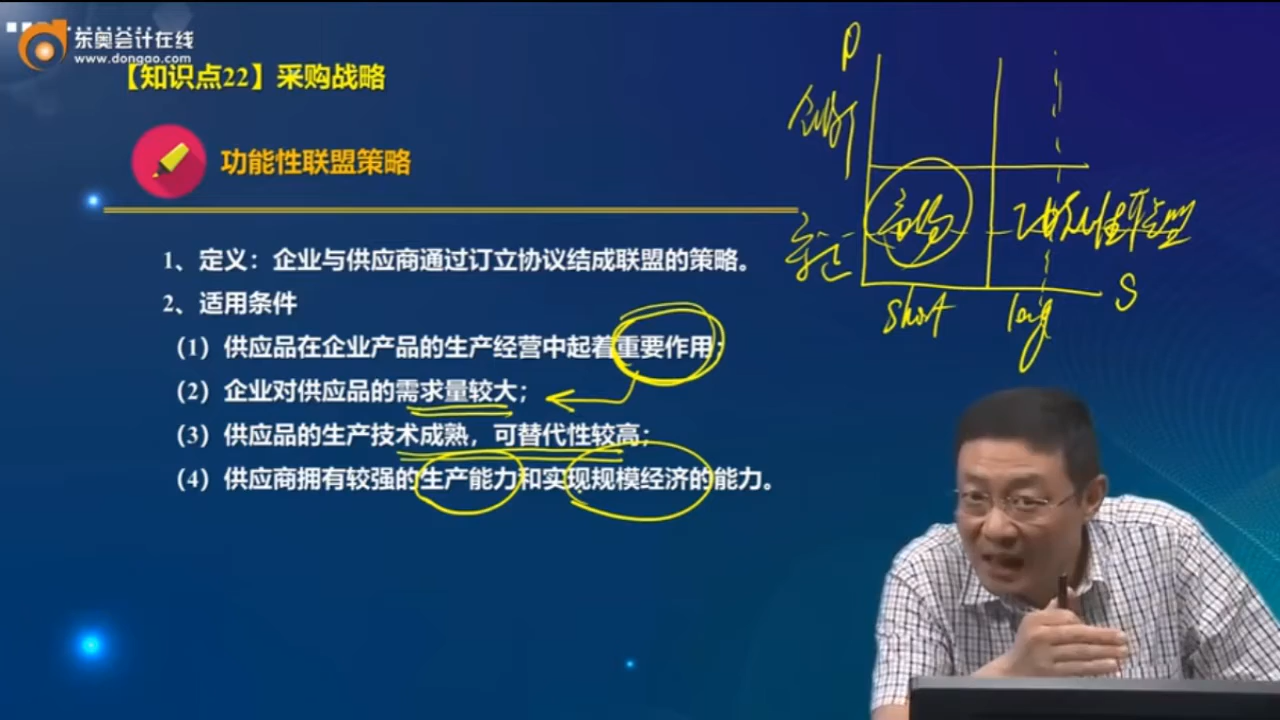 东奥会计在线
www.dongao.com
【知识点22】采购战略
功能性联盟策略
1、定义：企业与供应商通过订立协议结成联盟的策略。
2、适用条件
（1）供应品在企业产品的生产经营中起着重要作用；
（2）企业对供应品的需求量较大；
（3）供应品的生产技术成熟，可替代性较高；
（4）供应商拥有较强的生产能力和实现规模经济的能力。
P
创新
市场
功能性联盟
short
long
S